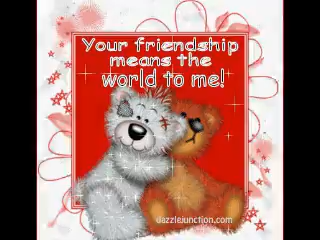 Your friendship
means the
world to me!
dazzlejunction.com